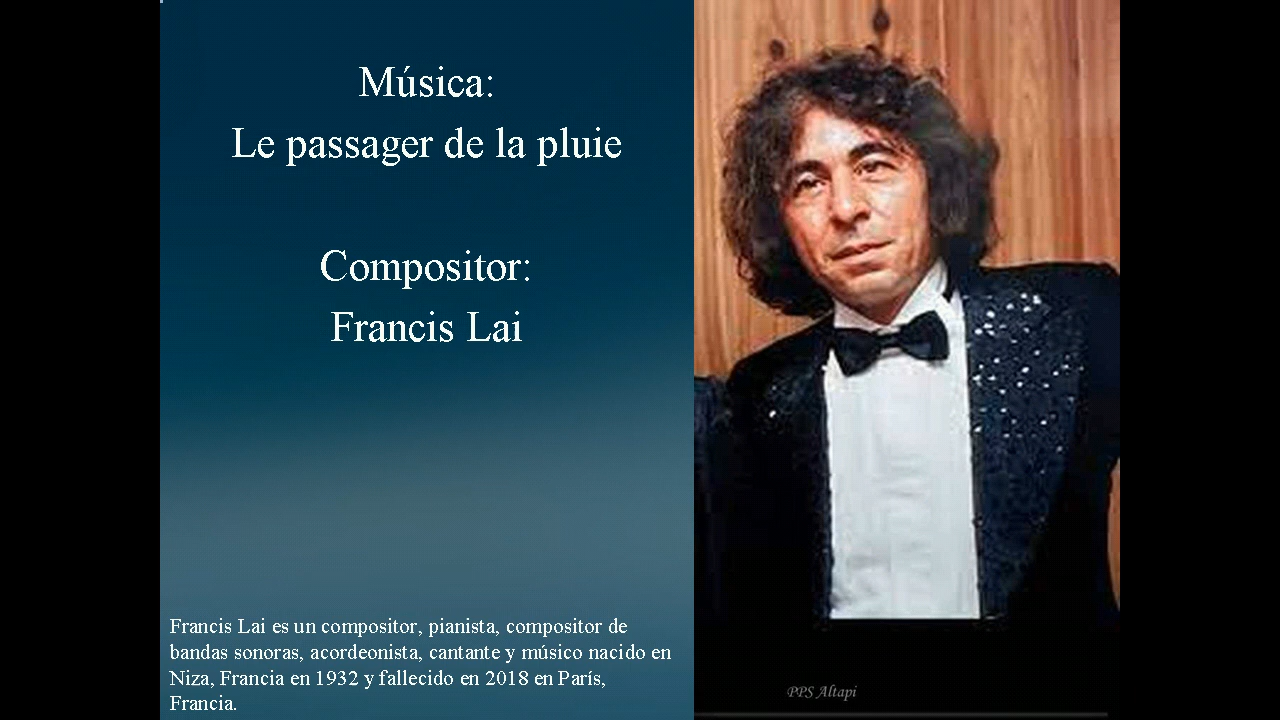 Música:
Le passager de la pluie
Compositor:
Francis Lai
Francis Lai es un compositor, pianista, compositor de
bandas sonoras, acordeonista, cantante y músico nacido en
Niza, Francia en 1932 y fallecido en 2018 en París,
Francia.
PPS Altapi